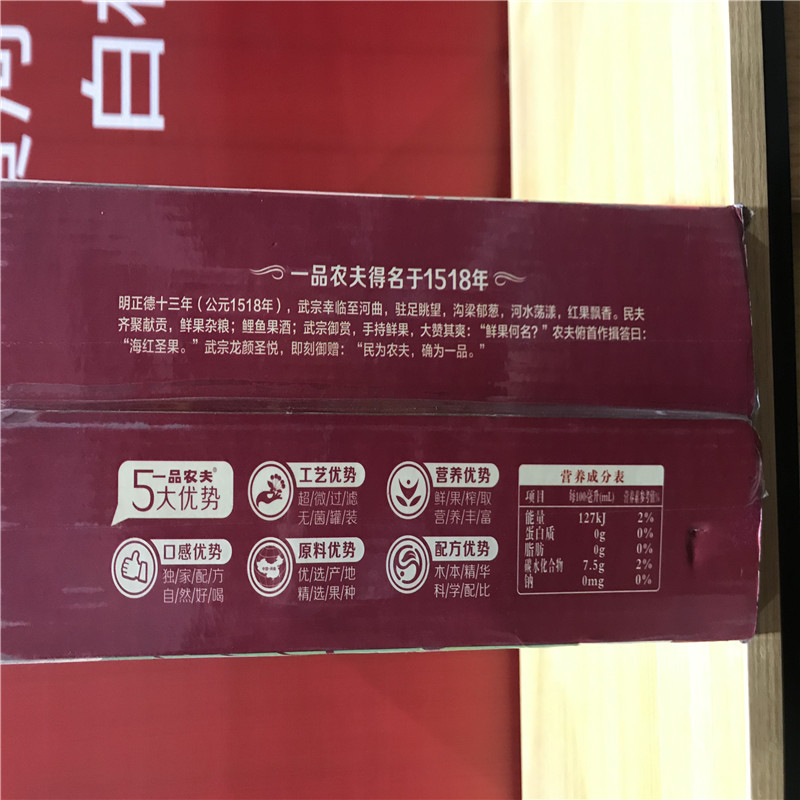 白
一品农夫得名于1518年
明正德十三年（公元1518年），武宗幸临至河曲，驻足眺望，沟梁郁葱，河水荡漾，红果飘香。民夫
齐聚献贡，鲜果杂粮；鲤鱼果酒；武宗御赏，手持鲜果，大赞其爽：“鲜果何名？”农夫俯首作揖答曰：
“海红圣果。”武宗龙颜圣悦，即刻御赠：“民为农夫，确为一品。”
一品农夫®
5大优势
工艺优势
超/微/过/滤
无/菌/罐/装
营养优势
鲜/果/榨/取
营/养/丰/富
口感优势
独/家/配/方
自/然/好/喝
原料优势
优/选/产/地
精/选/果/种
配方优势
木/本/精/华
科/学/配/比
营养成分表
项目 每100毫升(mL) 营养素参考值%
能量 127kJ 2%
蛋白质 0g 0%
脂肪 0g 0%
碳水化合物 7.5g 2%
钠 0mg 0%